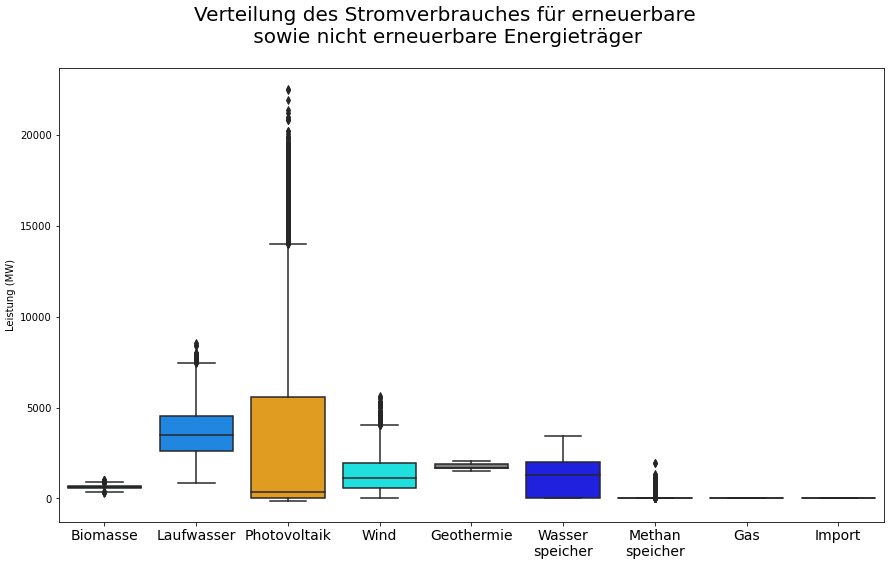 Verteilung des Stromverbrauches für erneuerbare
sowie nicht erneuerbare Energieträger
Leistung (MW)
20000
15000
10000
5000
0
Biomasse
Laufwasser
Photovoltaik
Wind
Geothermie
Wasser
speicher
Methan
speicher
Gas
Import